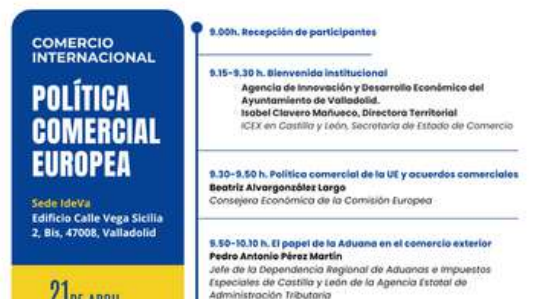 COMERCIO
INTERNACIONAL
POLÍTICA
COMERCIAL
EUROPEA
Sede IdeVa
Edificio Calle Vega Sicilia
2, Bis, 47008, Valladolid
21 DE ABRIL
9.00h. Recepción de participantes
9.15-9.30 h. Bienvenida institucional
Agencia de Innovación y Desarrollo Económico del
Ayuntamiento de Valladolid.
Isabel Clavero Mañueco, Directora Territorial
ICEX en Castilla y León, Secretaría de Estado de Comercio
9.30-9.50 h. Política comercial de la UE y acuerdos comerciales
Beatriz Alvargonzález Largo
Consejera Económica de la Comisión Europea
9.50-10.10 h. El papel de la Aduana en el comercio exterior
Pedro Antonio Pérez Martín
Jefe de la Dependencia Regional de Aduanas e Impuestos
Especiales de Castilla y León de la Agencia Estatal de
Administración Tributaria